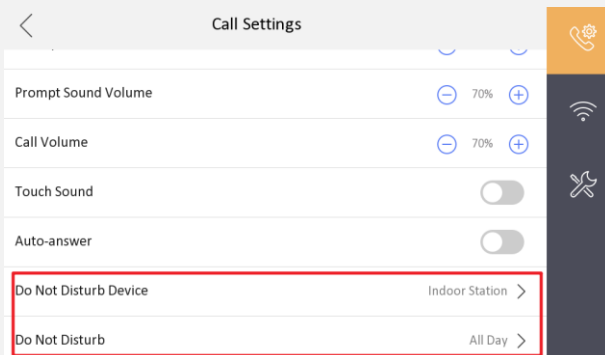 Call Settings
Prompt Sound Volume 70%
Call Volume 70%
Touch Sound
Auto-answer
Do Not Disturb Device Indoor Station
Do Not Disturb All Day